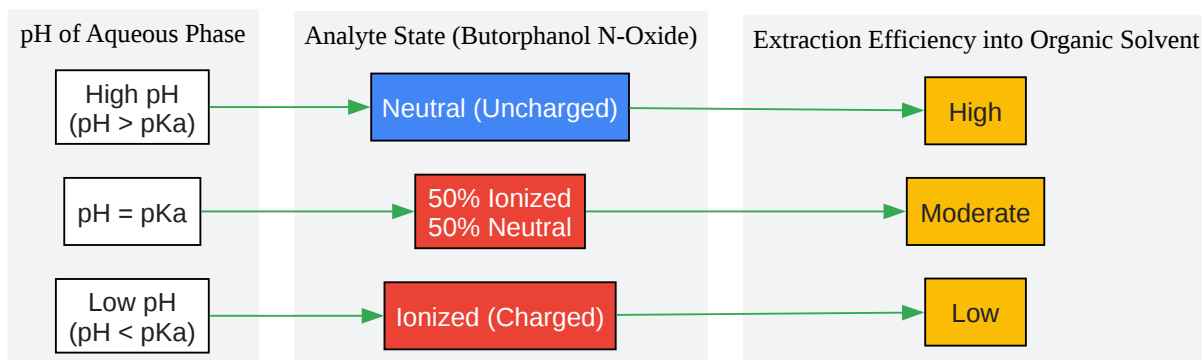 pH of Aqueous Phase
Analyte State (Butorphanol N-Oxide)
Extraction Efficiency into Organic Solvent
High pH
(pH > pKa)
Neutral (Uncharged)
High
pH = pKa
50% Ionized
50% Neutral
Moderate
Low pH
(pH < pKa)
Ionized (Charged)
Low